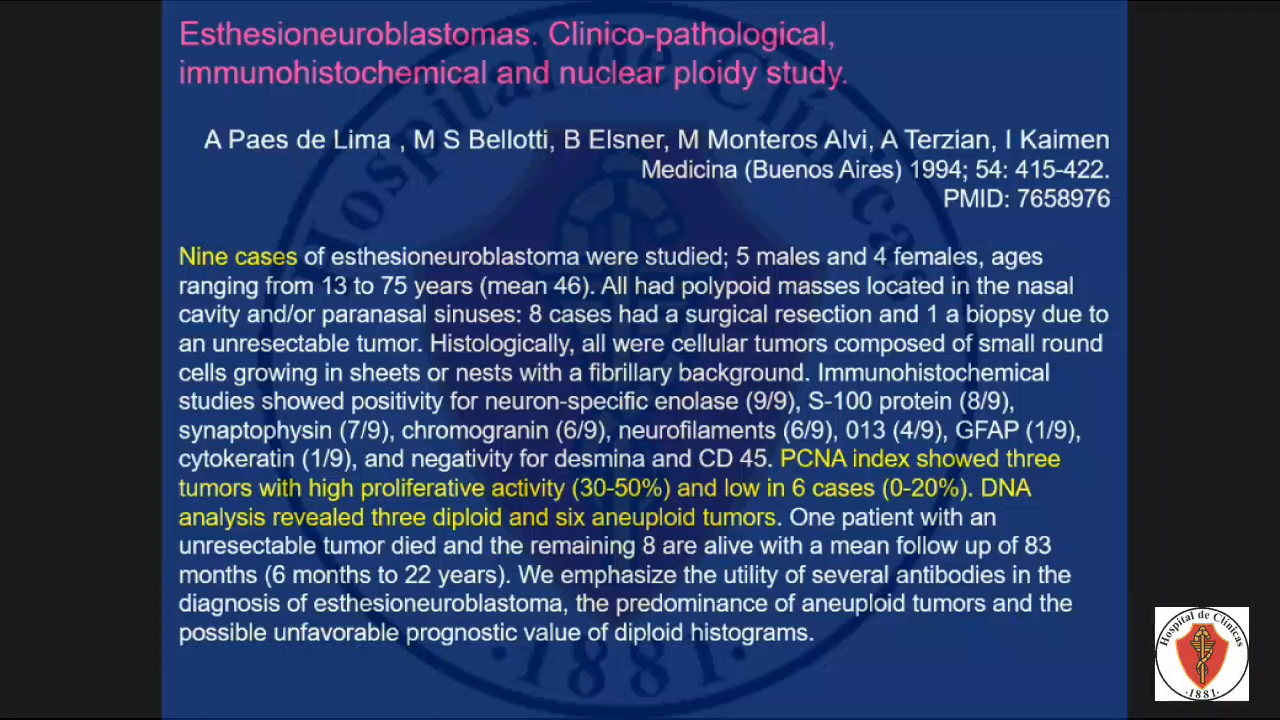 Esthesioneuroblastomas. Clinico-pathological,
immunohistochemical and nuclear ploidy study.
A Paes de Lima , M S Bellotti, B Elsner, M Monteros Alvi, A Terzian, I Kaimen
Medicina (Buenos Aires) 1994; 54: 415-422.
PMID: 7658976
Nine cases of esthesioneuroblastoma were studied; 5 males and 4 females, ages
ranging from 13 to 75 years (mean 46). All had polypoid masses located in the nasal
cavity and/or paranasal sinuses: 8 cases had a surgical resection and 1 a biopsy due to
an unresectable tumor. Histologically, all were cellular tumors composed of small round
cells growing in sheets or nests with a fibrillary background. Immunohistochemical
studies showed positivity for neuron-specific enolase (9/9), S-100 protein (8/9),
synaptophysin (7/9), chromogranin (6/9), neurofilaments (6/9), 013 (4/9), GFAP (1/9),
cytokeratin (1/9), and negativity for desmina and CD 45. PCNA index showed three
tumors with high proliferative activity (30-50%) and low in 6 cases (0-20%). DNA
analysis revealed three diploid and six aneuploid tumors. One patient with an
unresectable tumor died and the remaining 8 are alive with a mean follow up of 83
months (6 months to 22 years). We emphasize the utility of several antibodies in the
diagnosis of esthesioneuroblastoma, the predominance of aneuploid tumors and the
possible unfavorable prognostic value of diploid histograms.
Hospital de Clínicas
·1881·
Hospital de Clínicas
·1881·